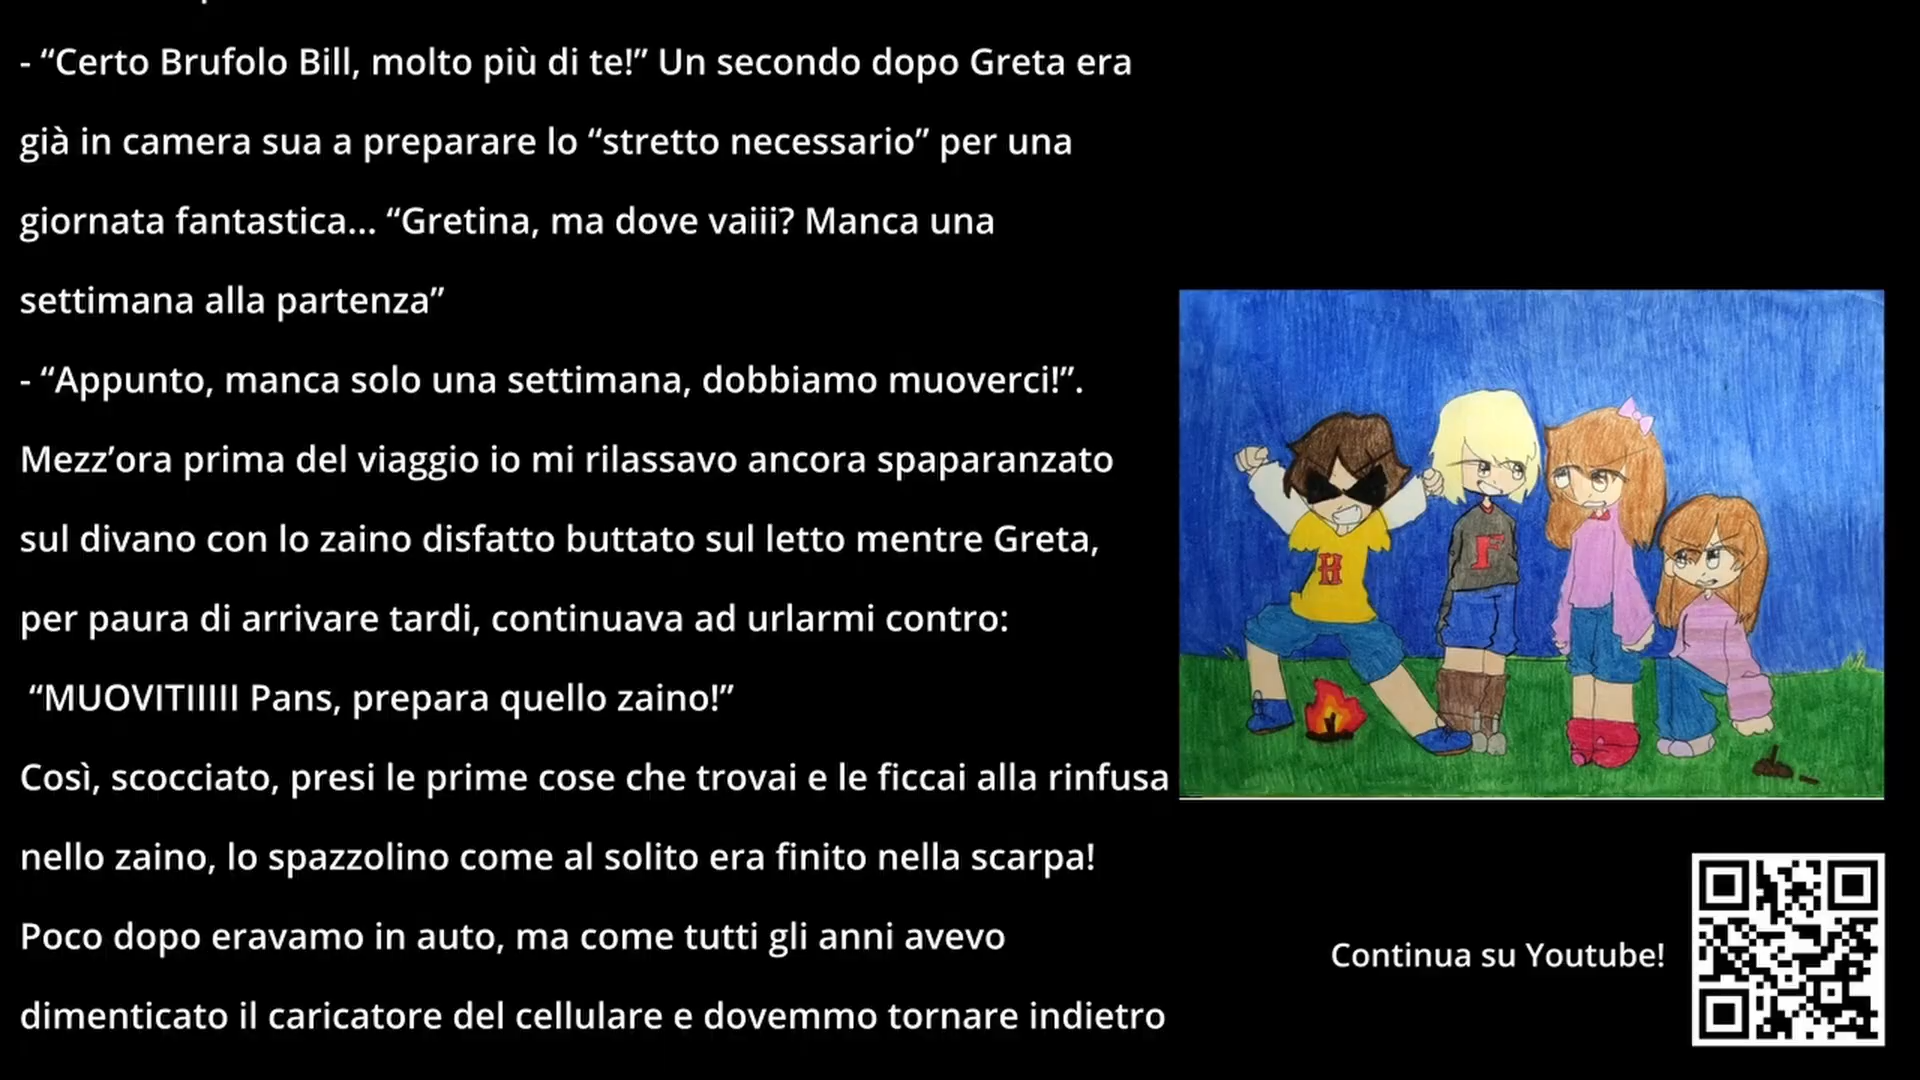 - “Certo Brufolo Bill, molto più di te!” Un secondo dopo Greta era
già in camera sua a preparare lo “stretto necessario” per una
giornata fantastica... “Gretina, ma dove vaiii? Manca una
settimana alla partenza”
- “Appunto, manca solo una settimana, dobbiamo muoverci!”.
Mezz’ora prima del viaggio io mi rilassavo ancora spaparanzato
sul divano con lo zaino disfatto buttato sul letto mentre Greta,
per paura di arrivare tardi, continuava ad urlarmi contro:
“MUOVITIIIII Pans, prepara quello zaino!”
Così, scocciato, presi le prime cose che trovai e le ficcai alla rinfusa
nello zaino, lo spazzolino come al solito era finito nella scarpa!
Poco dopo eravamo in auto, ma come tutti gli anni avevo
dimenticato il caricatore del cellulare e dovemmo tornare indietro
H
F
Continua su Youtube!